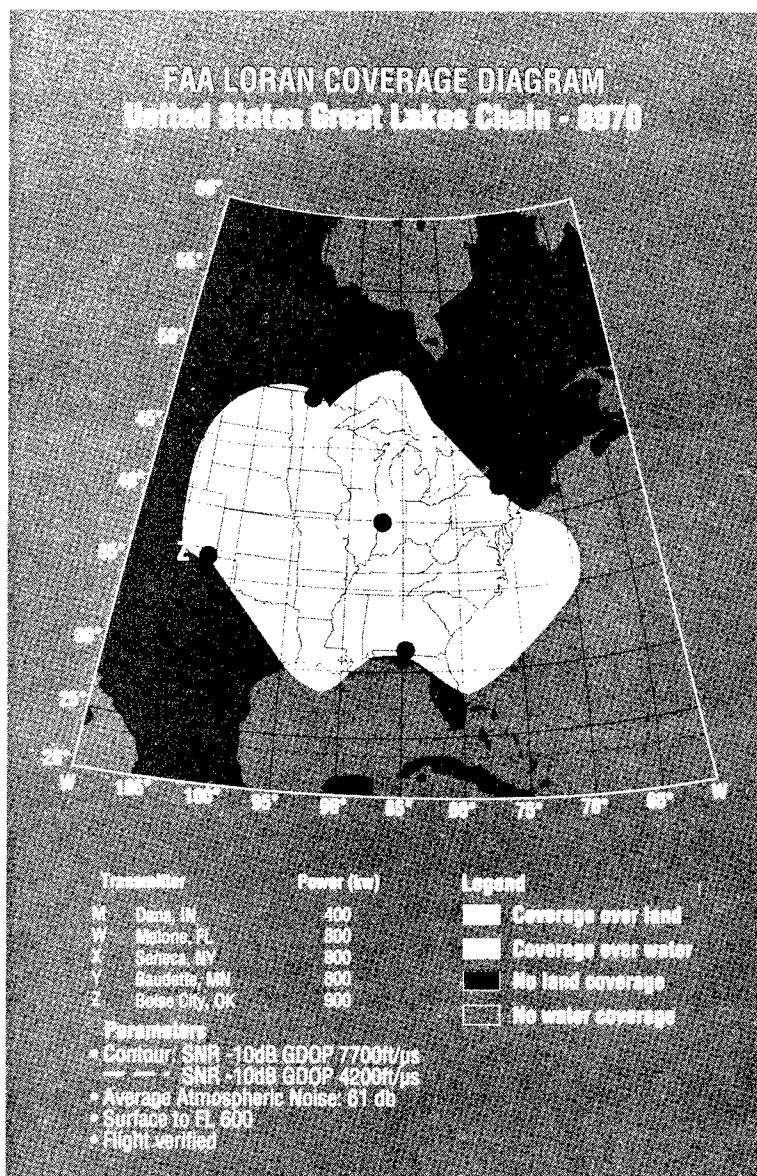 FAA LORAN COVERAGE DIAGRAM
United States Great Lakes Chain - 8970
60°
55°
50°
45°
40°
35°
30°
25°
20°
Z
W 105° 100° 95° 90° 85° 80° 75° 70° 65° W
Transmitter Power (kw)
M Dana, IN 400
W Malone, FL 800
X Seneca, NY 800
Y Baudette, MN 800
Z Boise City, OK 900
Legend
Coverage over land
Coverage over water
No land coverage
No water coverage
Parameters
• Contour: SNR -10dB GDOP 7700ft/µs
— — - SNR -10dB GDOP 4200ft/µs
• Average Atmospheric Noise: 61 db
• Surface to FL 600
• Flight verified